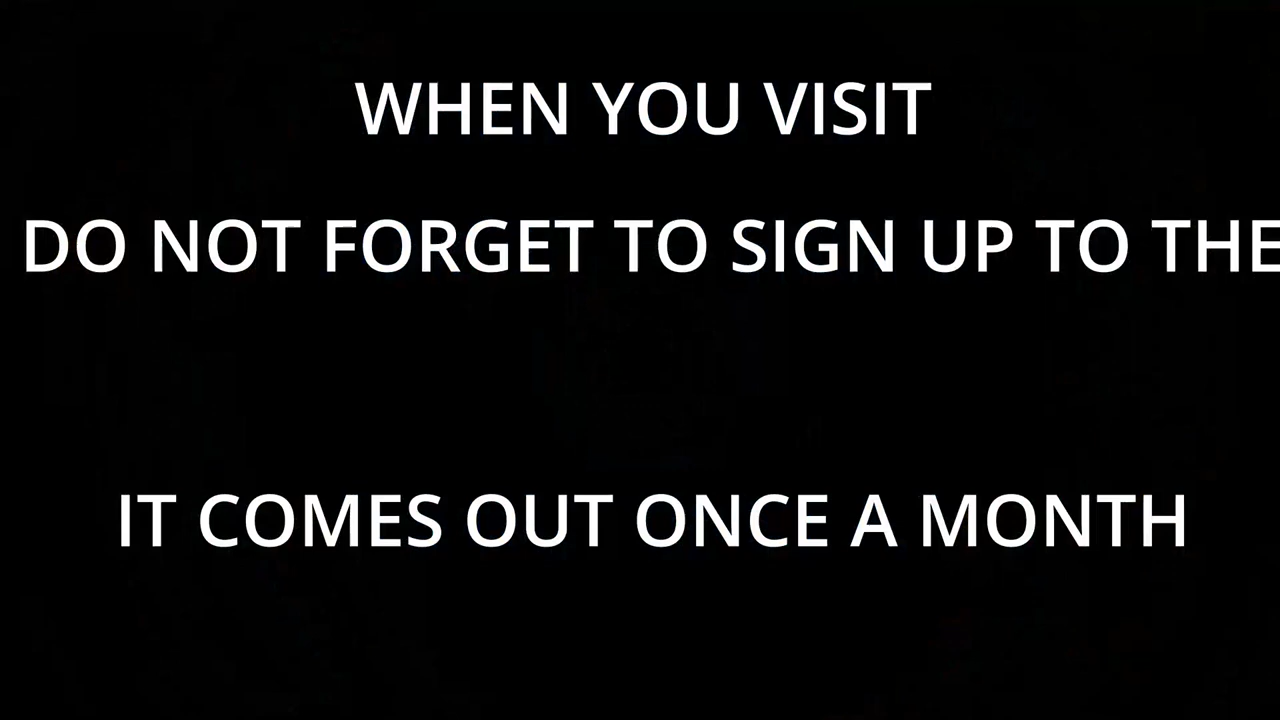 WHEN YOU VISIT
DO NOT FORGET TO SIGN UP TO THE
IT COMES OUT ONCE A MONTH